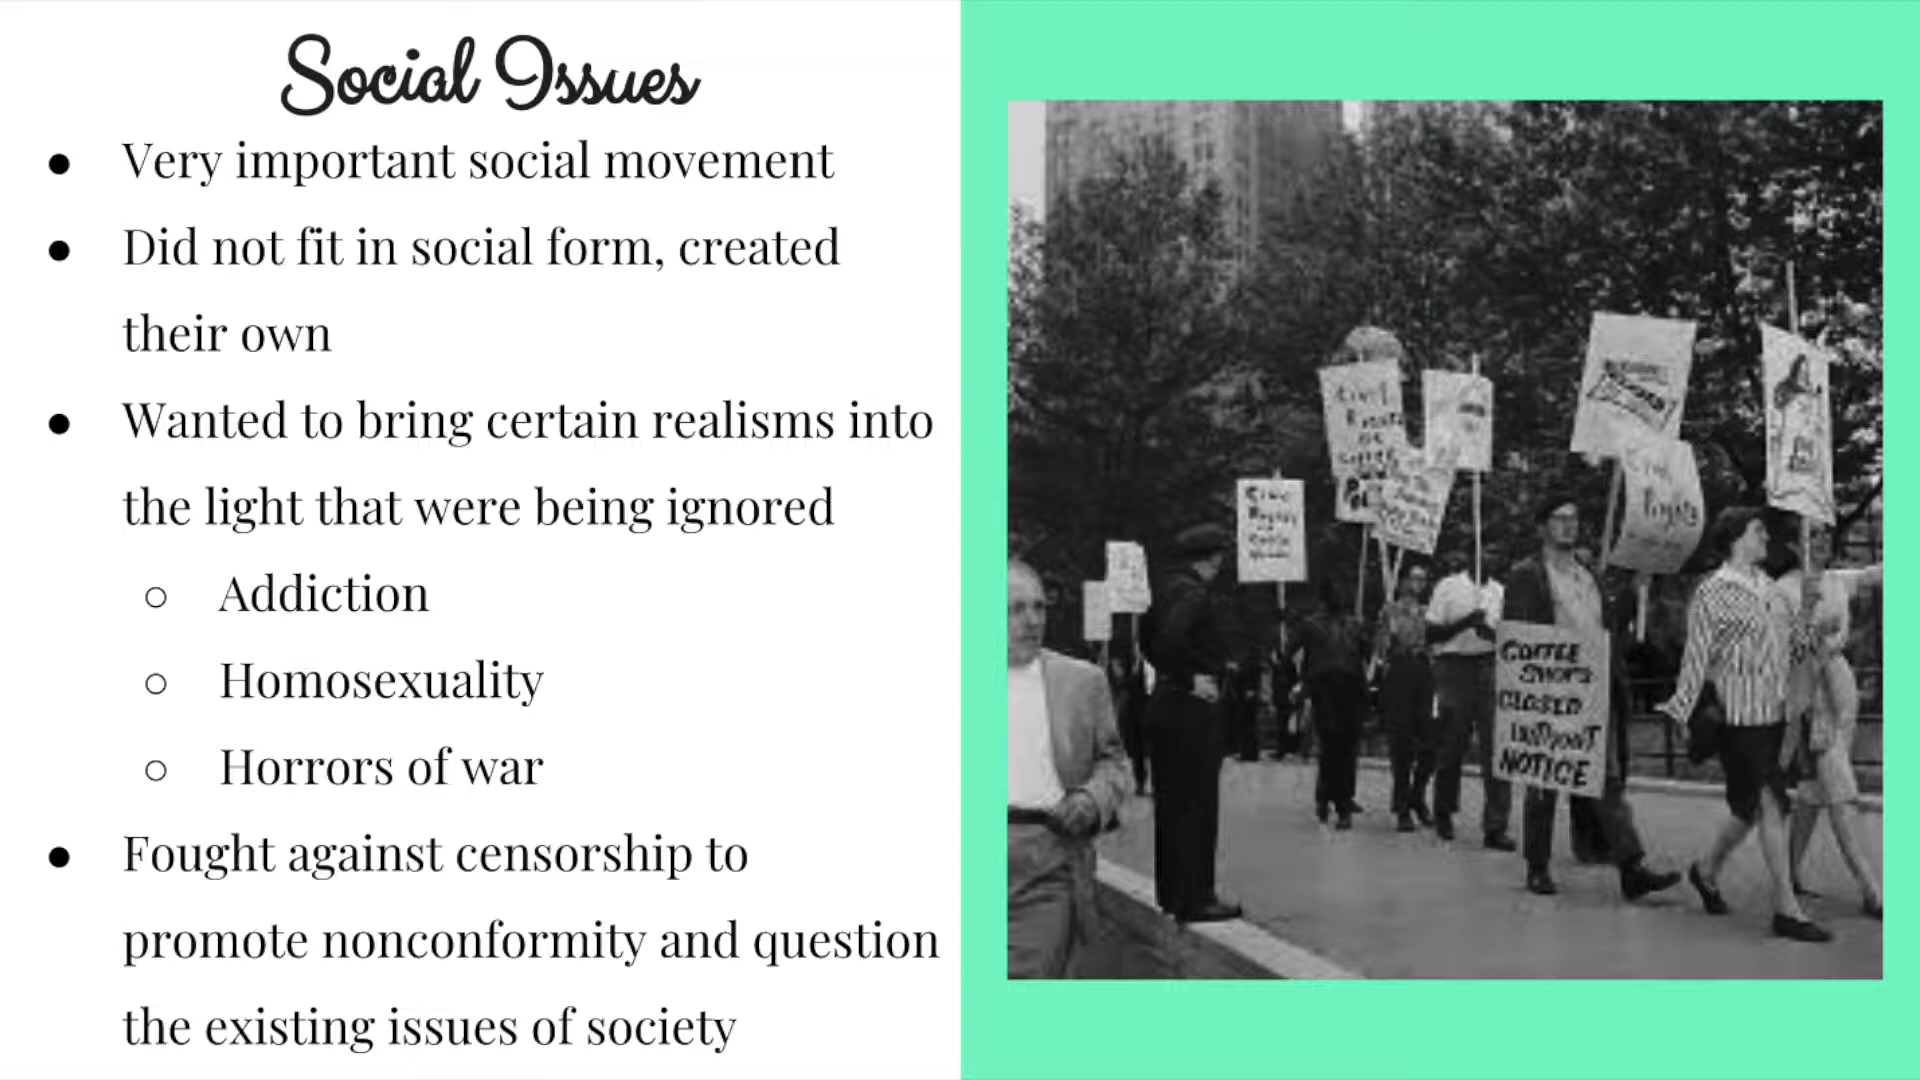 Social Issues
● Very important social movement
● Did not fit in social form, created
their own
● Wanted to bring certain realisms into
the light that were being ignored
○ Addiction
○ Homosexuality
○ Horrors of war
● Fought against censorship to
promote nonconformity and question
the existing issues of society
Civil
Rights
COFFEE
SHOPS
CLOSED
WITHOUT
NOTICE